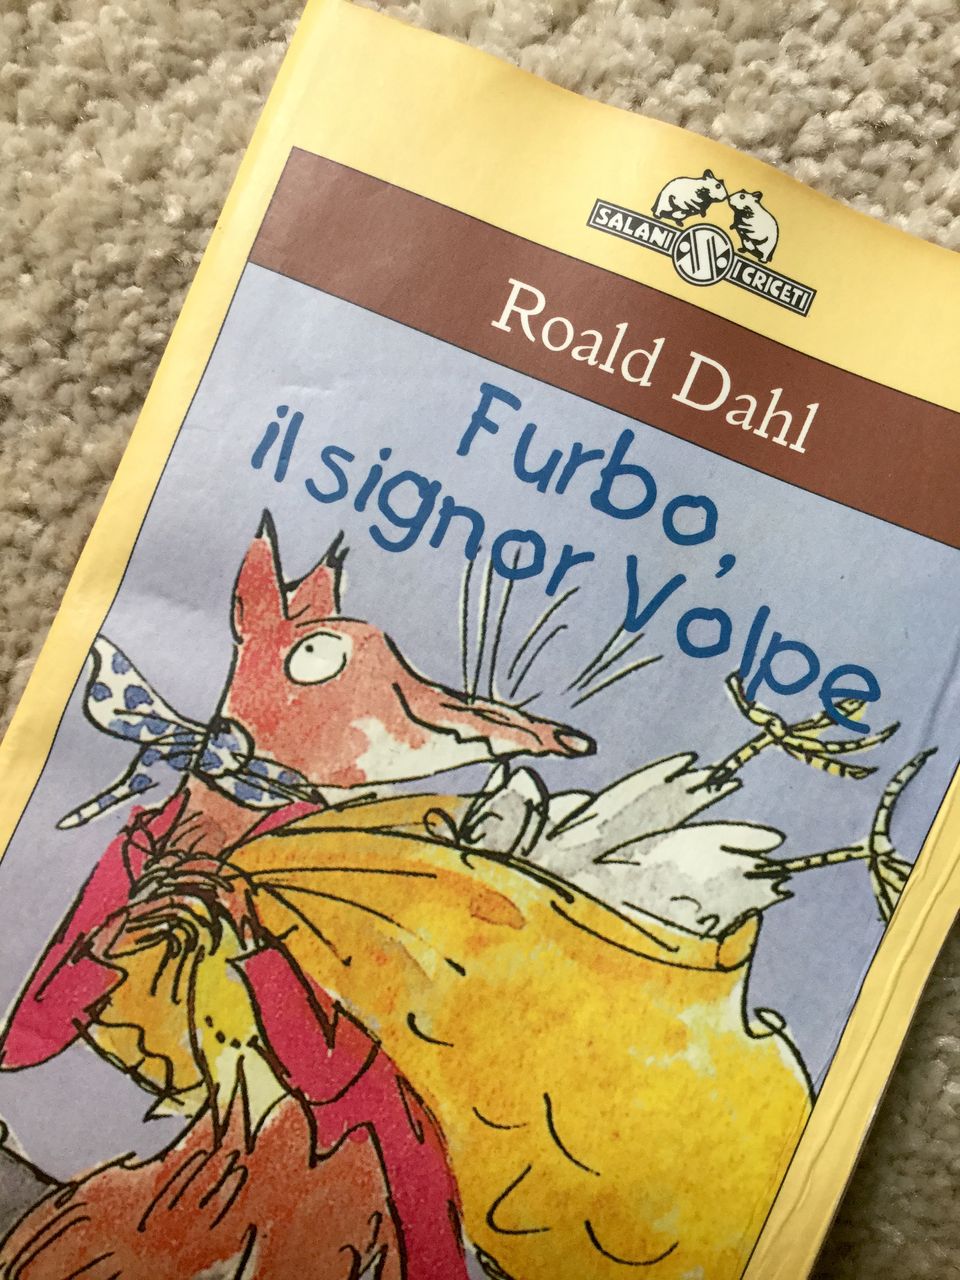 SALANI I CRICETI
Roald Dahl
Furbo,
il signor Volpe